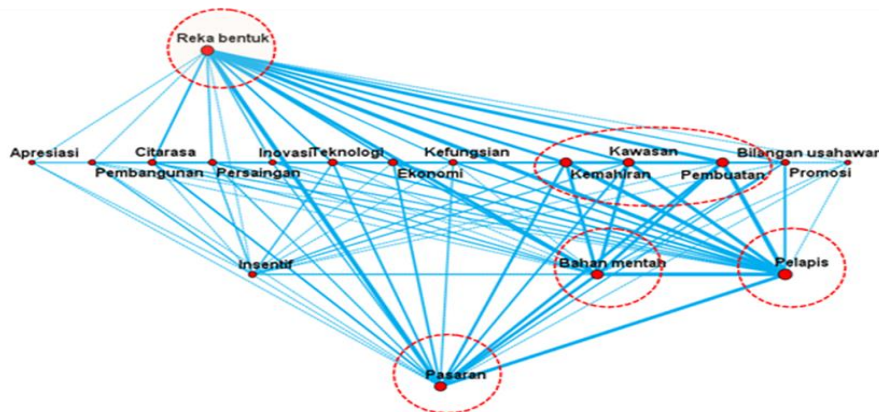 Reka bentuk
Apresiasi Citarasa Inovasi Teknologi Kefungsian Kawasan Bilangan usahawan
Pembangunan Persaingan Ekonomi Kemahiran Pembuatan Promosi
Insentif Bahan mentah Pelapis
Pasaran